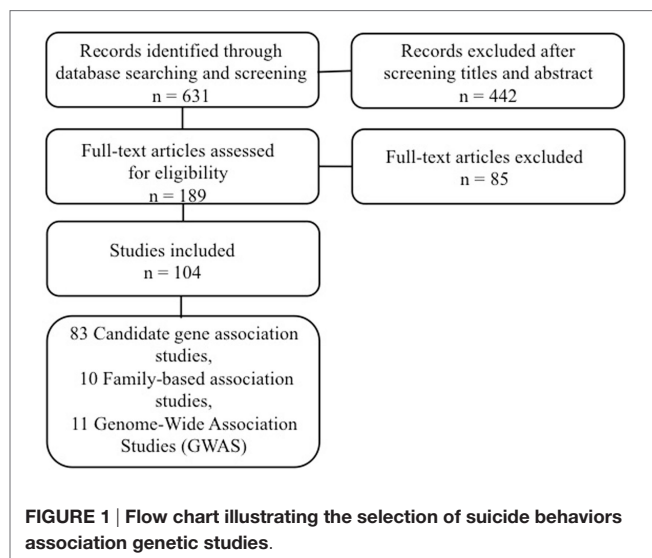 Records identified through
database searching and screening
n = 631
Records excluded after
screening titles and abstract
n = 442
Full-text articles assessed
for eligibility
n = 189
Full-text articles excluded
n = 85
Studies included
n = 104
83 Candidate gene association
studies,
10 Family-based association
studies,
11 Genome-Wide Association
Studies (GWAS)
FIGURE 1 | Flow chart illustrating the selection of suicide behaviors
association genetic studies.